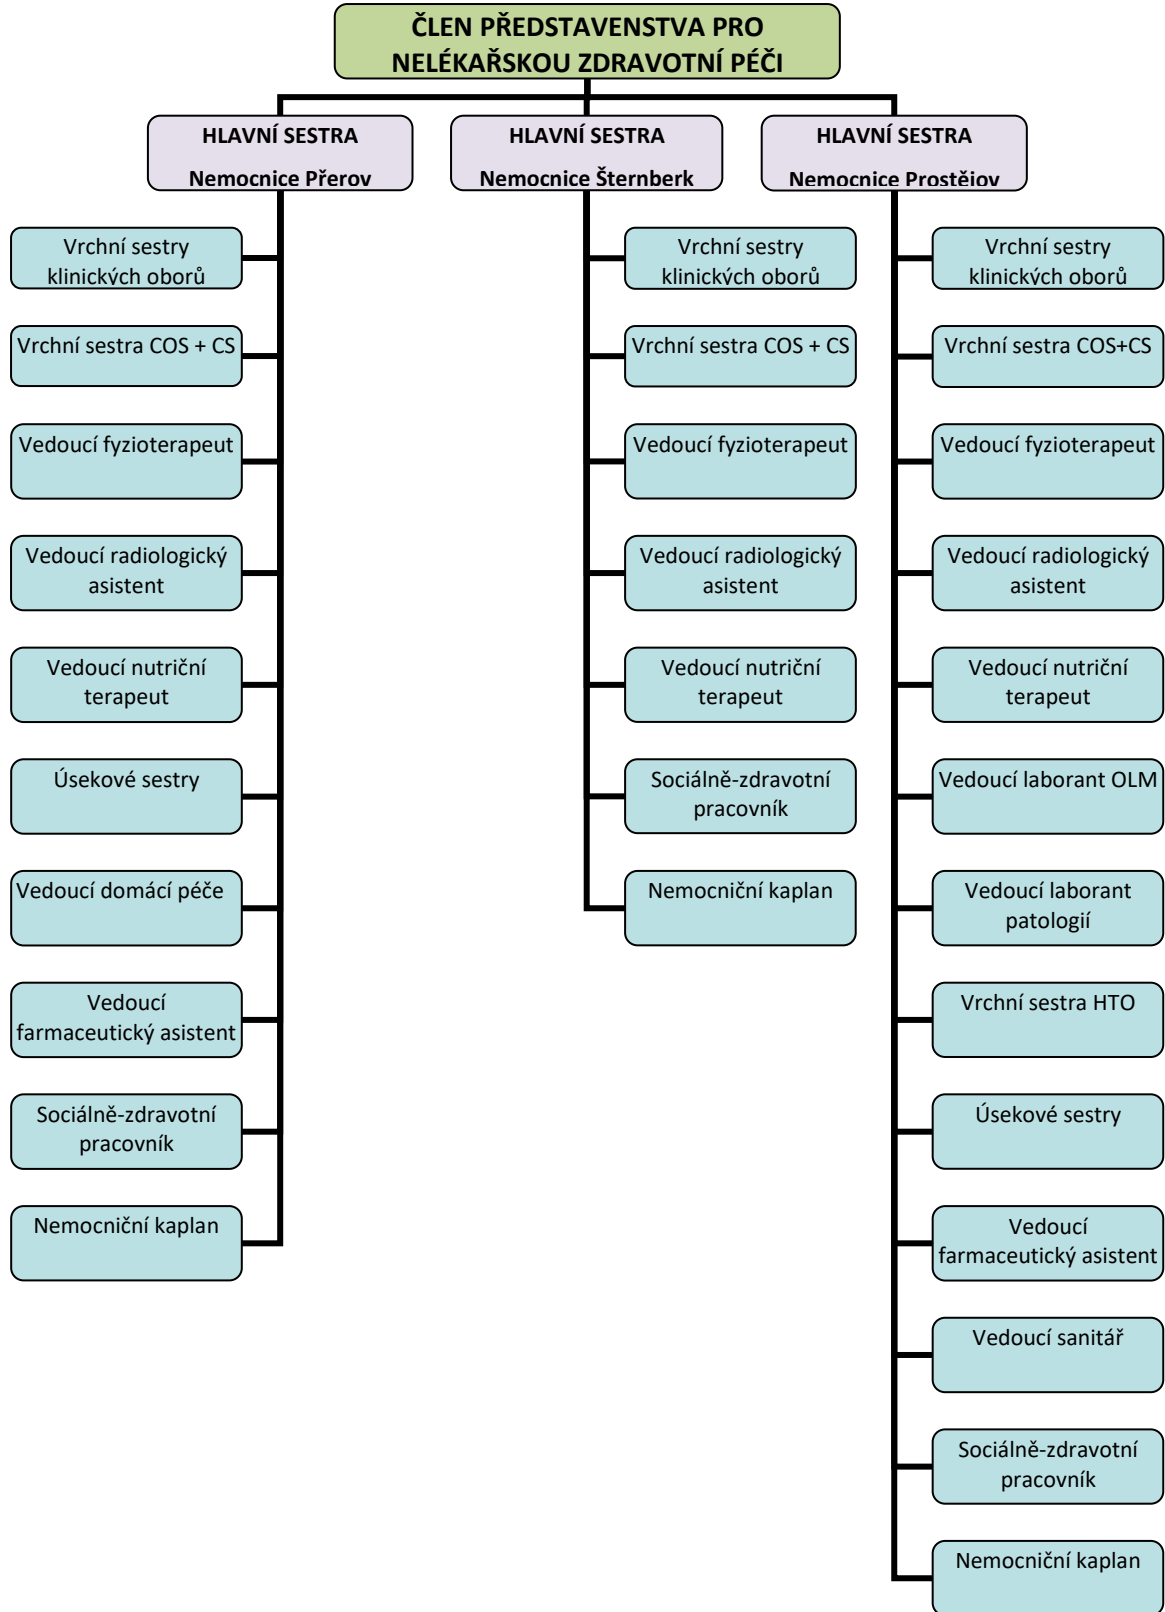 ČLEN PŘEDSTAVENSTVA PRO
NELÉKAŘSKOU ZDRAVOTNÍ PÉČI
HLAVNÍ SESTRA
Nemocnice Přerov
HLAVNÍ SESTRA
Nemocnice Šternberk
HLAVNÍ SESTRA
Nemocnice Prostějov
Vrchní sestry
klinických oborů
Vrchní sestra COS + CS
Vedoucí fyzioterapeut
Vedoucí radiologický
asistent
Vedoucí nutriční
terapeut
Úsekové sestry
Vedoucí domácí péče
Vedoucí
farmaceutický asistent
Sociálně-zdravotní
pracovník
Nemocniční kaplan
Vrchní sestry
klinických oborů
Vrchní sestra COS + CS
Vedoucí fyzioterapeut
Vedoucí radiologický
asistent
Vedoucí nutriční
terapeut
Sociálně-zdravotní
pracovník
Nemocniční kaplan
Vrchní sestry
klinických oborů
Vrchní sestra COS+CS
Vedoucí fyzioterapeut
Vedoucí radiologický
asistent
Vedoucí nutriční
terapeut
Vedoucí laborant OLM
Vedoucí laborant
patologií
Vrchní sestra HTO
Úsekové sestry
Vedoucí
farmaceutický asistent
Vedoucí sanitář
Sociálně-zdravotní
pracovník
Nemocniční kaplan